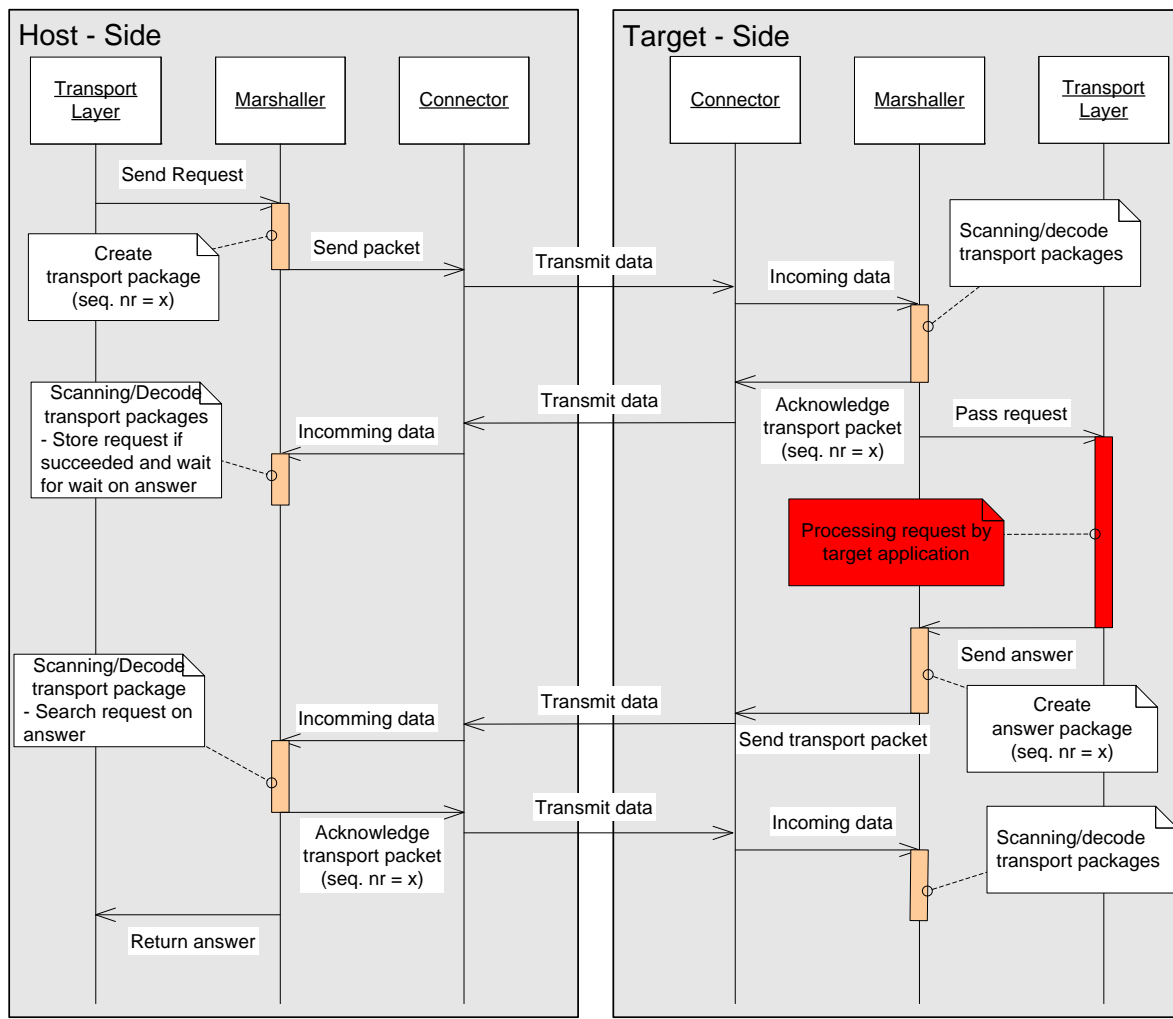 Host - Side
Target - Side
Transport
Layer
Marshaller
Connector
Connector
Marshaller
Transport
Layer
Send Request
Create
transport package
(seq. nr = x)
Send packet
Transmit data
Incoming data
Scanning/decode
transport packages
Scanning/Decode
transport packages
- Store request if
succeeded and wait
for wait on answer
Incomming data
Transmit data
Acknowledge
transport packet
(seq. nr = x)
Pass request
Processing request by
target application
Send answer
Scanning/Decode
transport package
- Search request on
answer
Incomming data
Transmit data
Send transport packet
Create
answer package
(seq. nr = x)
Acknowledge
transport packet
(seq. nr = x)
Transmit data
Incoming data
Scanning/decode
transport packages
Return answer